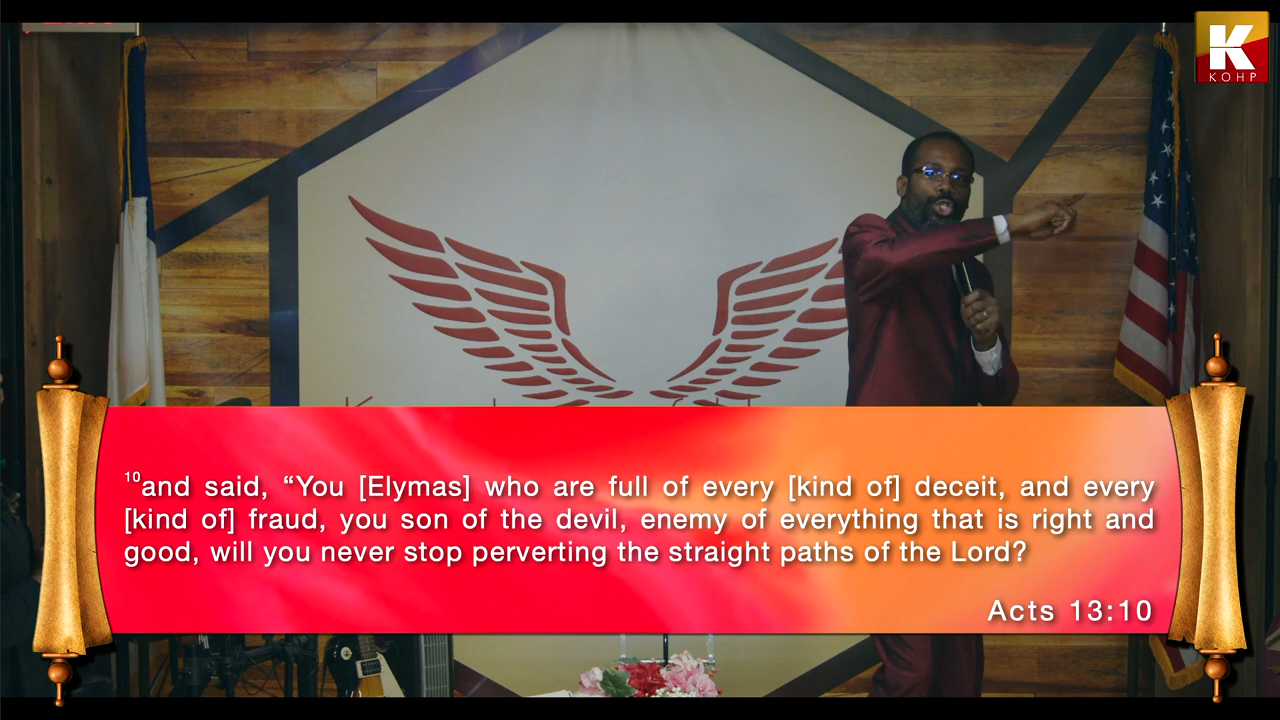 K
KOHP
¹⁰and said, “You [Elymas] who are full of every [kind of] deceit, and every
[kind of] fraud, you son of the devil, enemy of everything that is right and
good, will you never stop perverting the straight paths of the Lord?
Acts 13:10